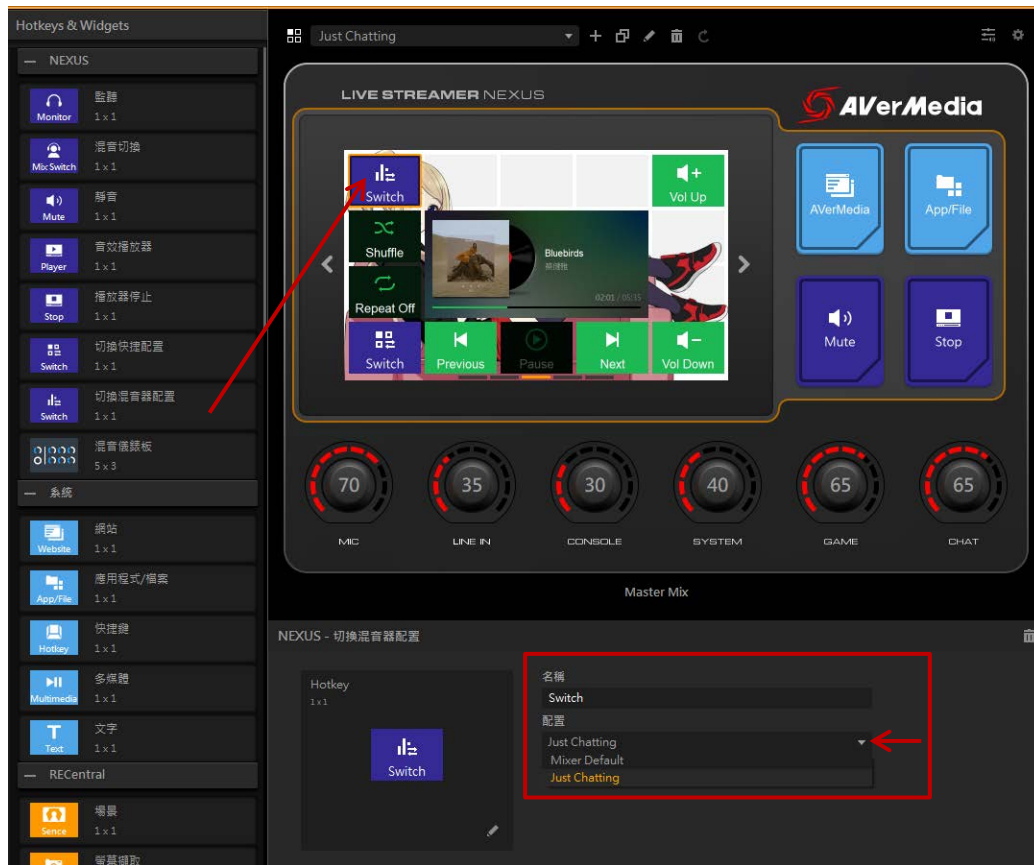 Hotkeys & Widgets
Just Chatting
— NEXUS
監聽
Monitor
1 x 1
混音切換
Mix Switch
1 x 1
靜音
Mute
1 x 1
音效播放器
Player
1 x 1
播放器停止
Stop
1 x 1
切換快捷配置
Switch
1 x 1
切換混音器配置
Switch
1 x 1
混音儀錶板
5 x 3
— 系統
網站
Website
1 x 1
應用程式/檔案
App/File
1 x 1
快捷鍵
Hotkey
1 x 1
多媒體
Multimedia
1 x 1
文字
Text
1 x 1
— RECentral
場景
Sence
1 x 1
螢幕擷取
LIVE STREAMER NEXUS
AVerMedia
Switch
Vol Up
Shuffle
Bluebirds
蔡健雅
02:01 / 05:35
Repeat Off
Switch
Previous
Pause
Next
Vol Down
AVerMedia
App/File
Mute
Stop
70
35
30
40
65
65
MIC
LINE IN
CONSOLE
SYSTEM
GAME
CHAT
Master Mix
NEXUS - 切換混音器配置
Hotkey
1 x 1
Switch
名稱
Switch
配置
Just Chatting
Mixer Default
Just Chatting